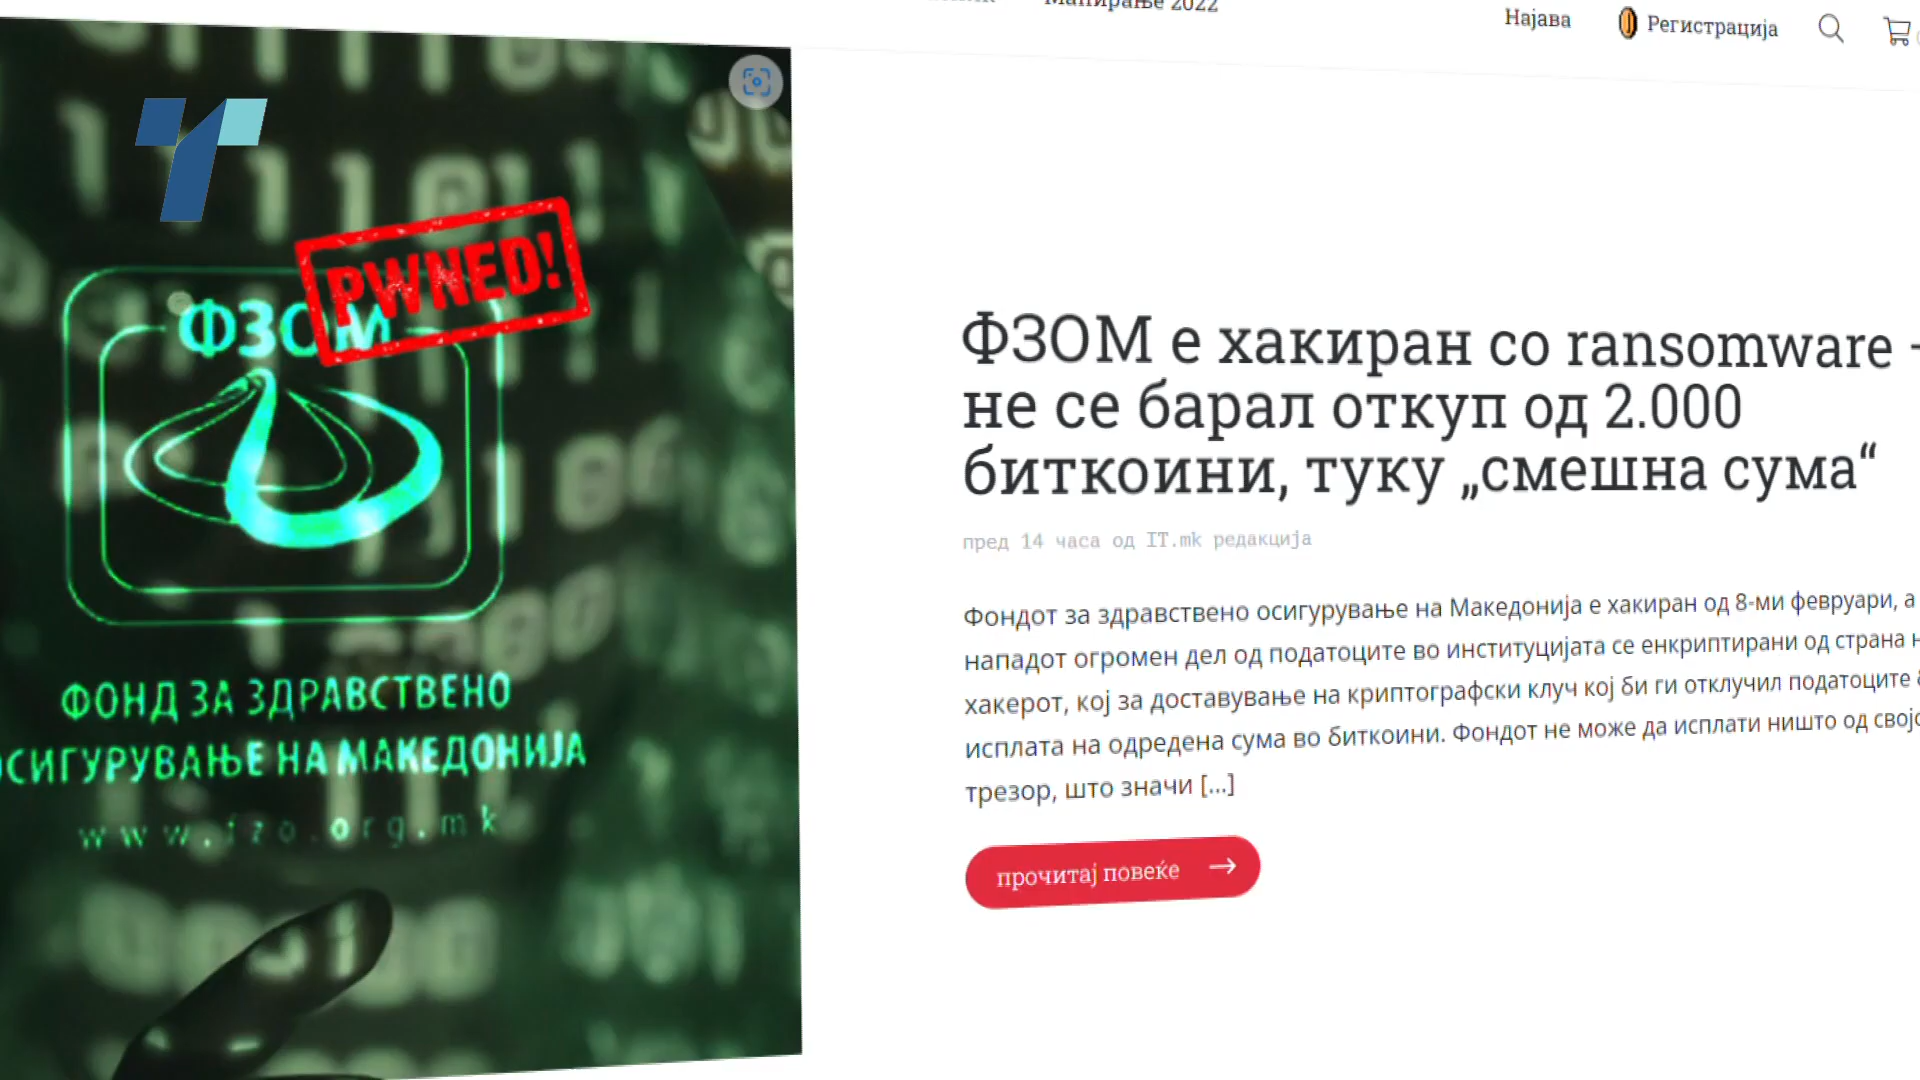 Мапирање 2022
Најава
Регистрација
PWNED!
ФЗОМ
ФОНД ЗА ЗДРАВСТВЕНО
ОСИГУРУВАЊЕ НА МАКЕДОНИЈА
www.fzo.org.mk
ФЗОМ е хакиран со ransomware -
не се барал откуп од 2.000
биткоини, туку „смешна сума“
пред 14 часа од IT.mk редакција
Фондот за здравствено осигурување на Македонија е хакиран од 8-ми февруари, а
нападот огромен дел од податоците во институцијата се енкриптирани од страна
хакерот, кој за доставување на криптографски клуч кој би ги отклучил податоците
исплата на одредена сума во биткоини. Фондот не може да исплати ништо од
трезор, што значи [...]
прочитај повеќе →